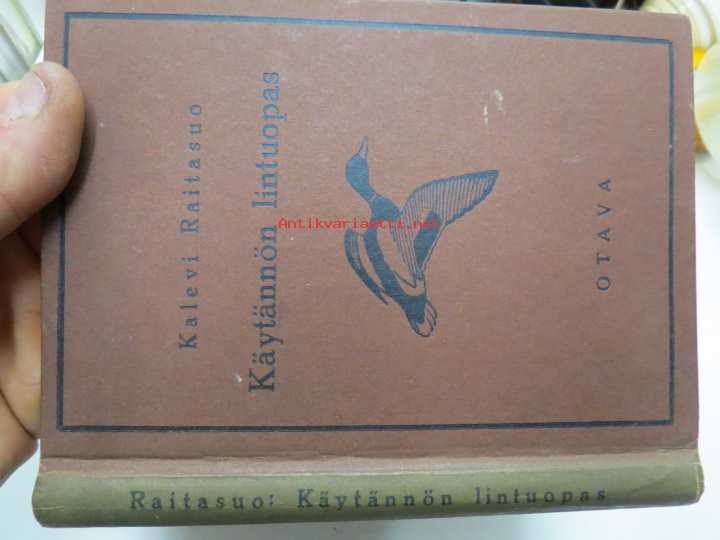 Kalevi Raitasuo
Käytännön lintuopas
OTAVA
Raitasuo: Käytännön lintuopas
Antikvariaatti.net